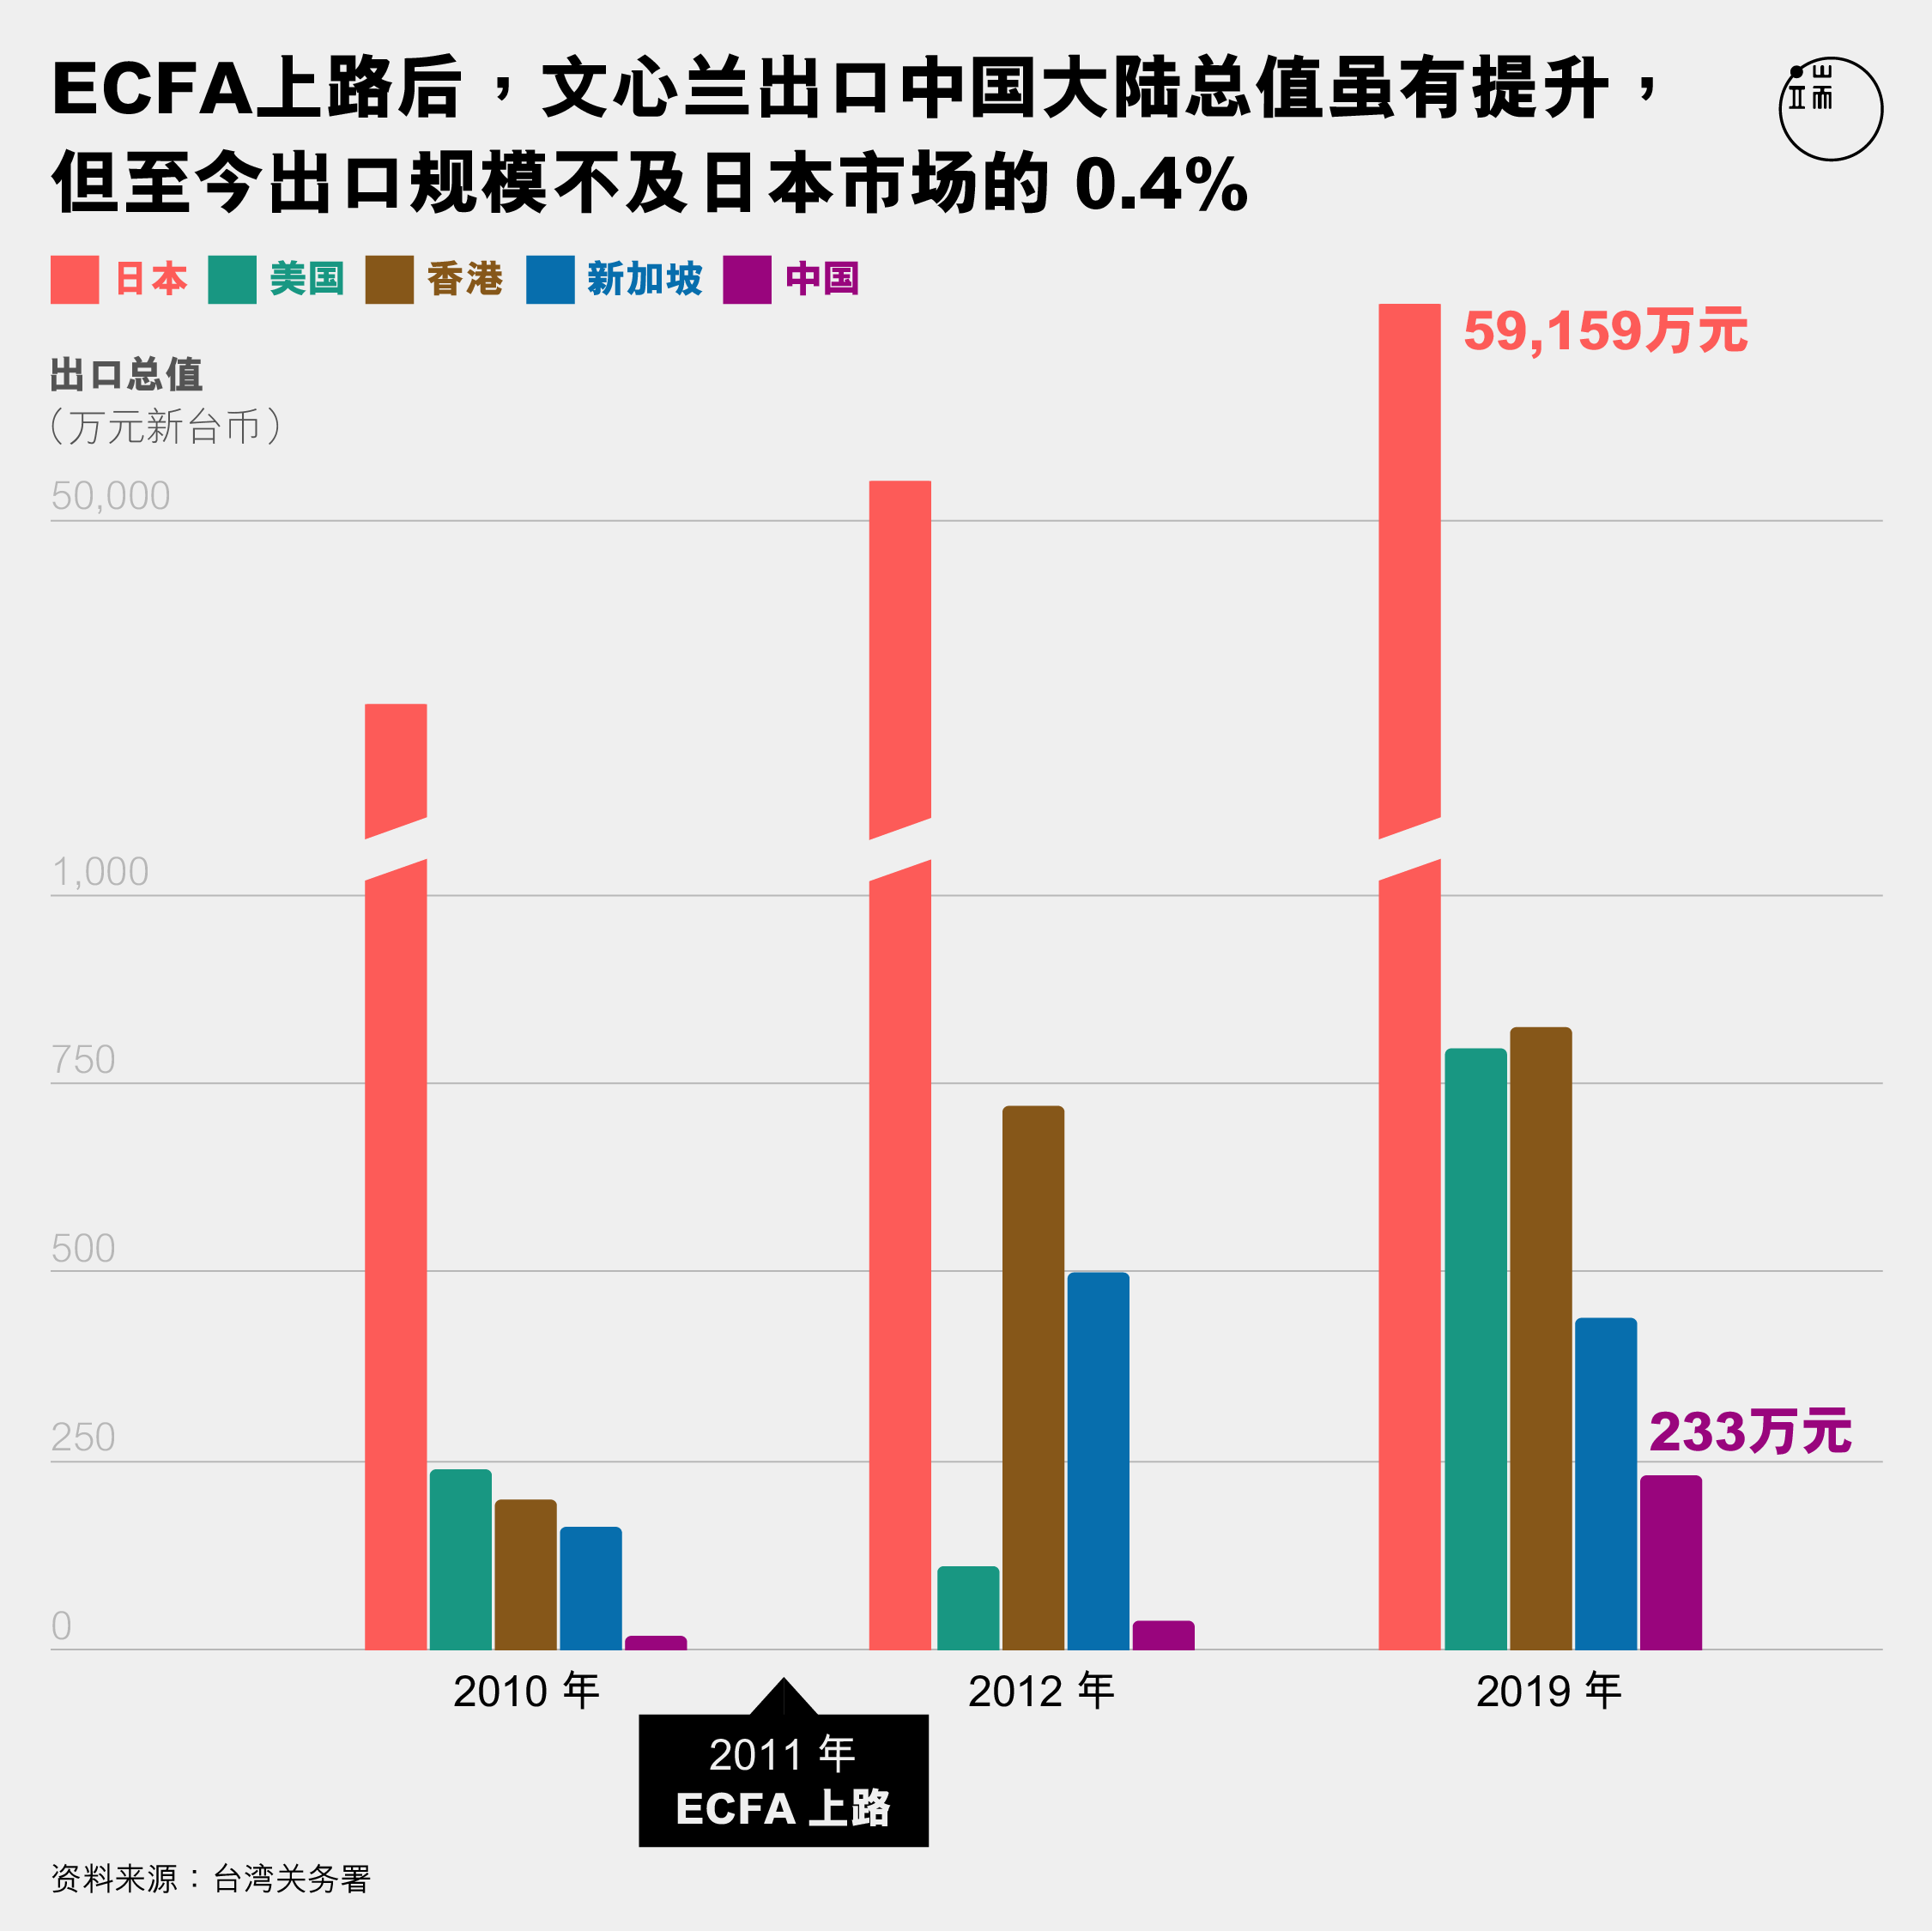 ECFA上路后，文心兰出口中国大陆总值虽有提升，
但至今出口规模不及日本市场的 0.4%
端
日本 美国 香港 新加坡 中国
出口总值
（万元新台币）
59,159万元
50,000
1,000
750
500
250
233万元
0
2010 年 2012 年 2019 年
2011 年
ECFA 上路
资料来源：台湾关务署